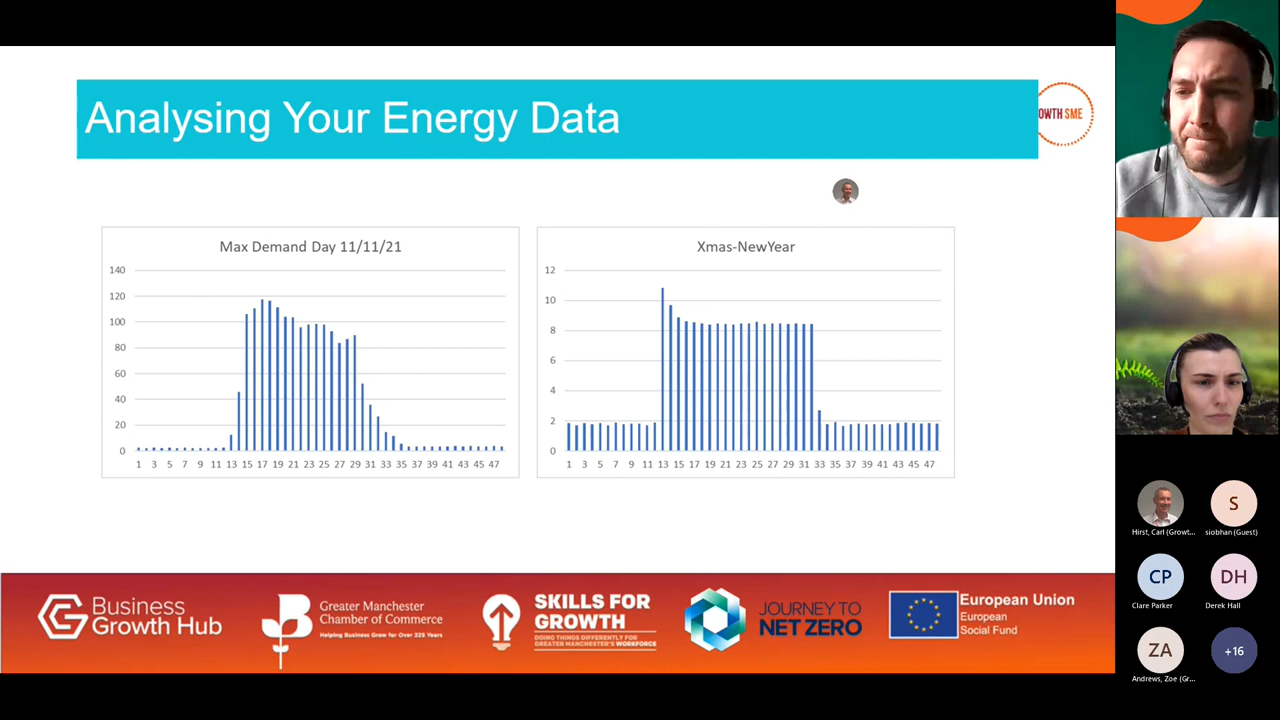 Analysing Your Energy Data
OWTH SME
Max Demand Day 11/11/21
140
120
100
80
60
40
20
0
1 3 5 7 9 11 13 15 17 19 21 23 25 27 29 31 33 35 37 39 41 43 45 47
Xmas-NewYear
12
10
8
6
4
2
0
1 3 5 7 9 11 13 15 17 19 21 23 25 27 29 31 33 35 37 39 41 43 45 47
Business
Growth Hub
Greater Manchester
Chamber of Commerce
Helping Business Grow for Over 225 Years
SKILLS FOR
GROWTH
DOING THINGS DIFFERENTLY FOR
GREATER MANCHESTER'S WORKFORCE
JOURNEY TO
NET ZERO
European Union
European
Social Fund
Hirst, Carl (Growt...
S
siobhan (Guest)
CP
Clare Parker
DH
Derek Hall
ZA
Andrews, Zoe (Gr...
+16